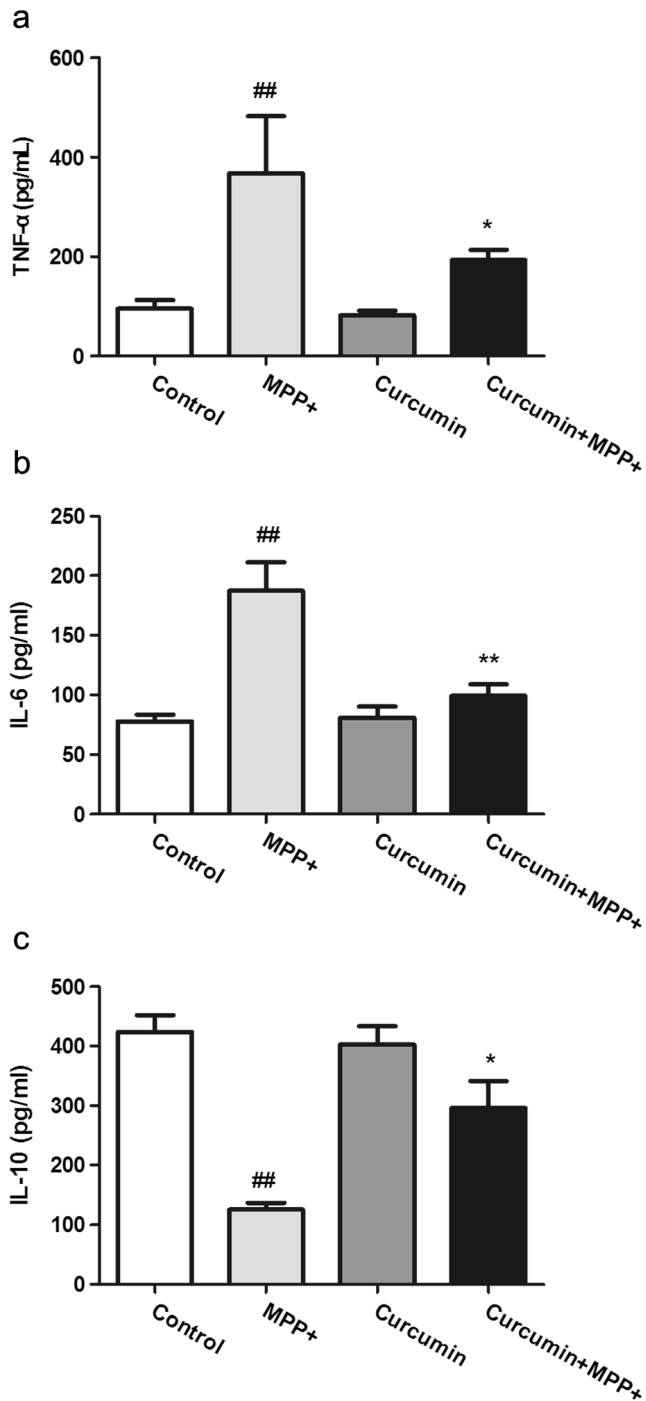 a
TNF-α (pg/mL)
600
400
200
0
##
*
Control
MPP+
Curcumin
Curcumin+MPP+
b
IL-6 (pg/ml)
250
200
150
100
50
0
##
**
Control
MPP+
Curcumin
Curcumin+MPP+
c
IL-10 (pg/ml)
500
400
300
200
100
0
##
*
Control
MPP+
Curcumin
Curcumin+MPP+